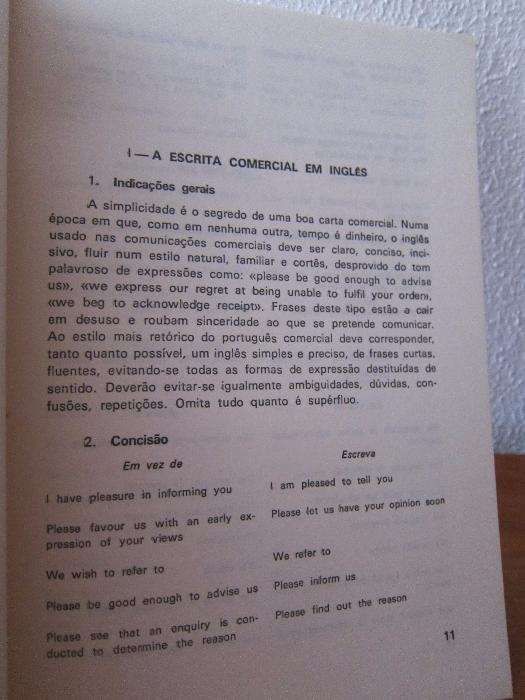 I — A ESCRITA COMERCIAL EM INGLÊS
1. Indicações gerais
A simplicidade é o segredo de uma boa carta comercial. Numa
época em que, como em nenhuma outra, tempo é dinheiro, o inglês
usado nas comunicações comerciais deve ser claro, conciso, inci-
sivo, fluir num estilo natural, familiar e cortês, desprovido do tom
palavroso de expressões como: «please be good enough to advise
us», «we express our regret at being unable to fulfil your order»,
«we beg to acknowledge receipt». Frases deste tipo estão a cair
em desuso e roubam sinceridade ao que se pretende comunicar.
Ao estilo mais retórico do português comercial deve corresponder,
tanto quanto possível, um inglês simples e preciso, de frases curtas,
fluentes, evitando-se todas as formas de expressão destituídas de
sentido. Deverão evitar-se igualmente ambiguidades, dúvidas, con-
fusões, repetições. Omita tudo quanto é supérfluo.
2. Concisão
Em vez de
Escreva
I have pleasure in informing you
I am pleased to tell you
Please favour us with an early ex-
pression of your views
Please let us have your opinion soon
We wish to refer to
We refer to
Please be good enough to advise us
Please inform us
Please see that an enquiry is con-
ducted to determine the reason
Please find out the reason
11